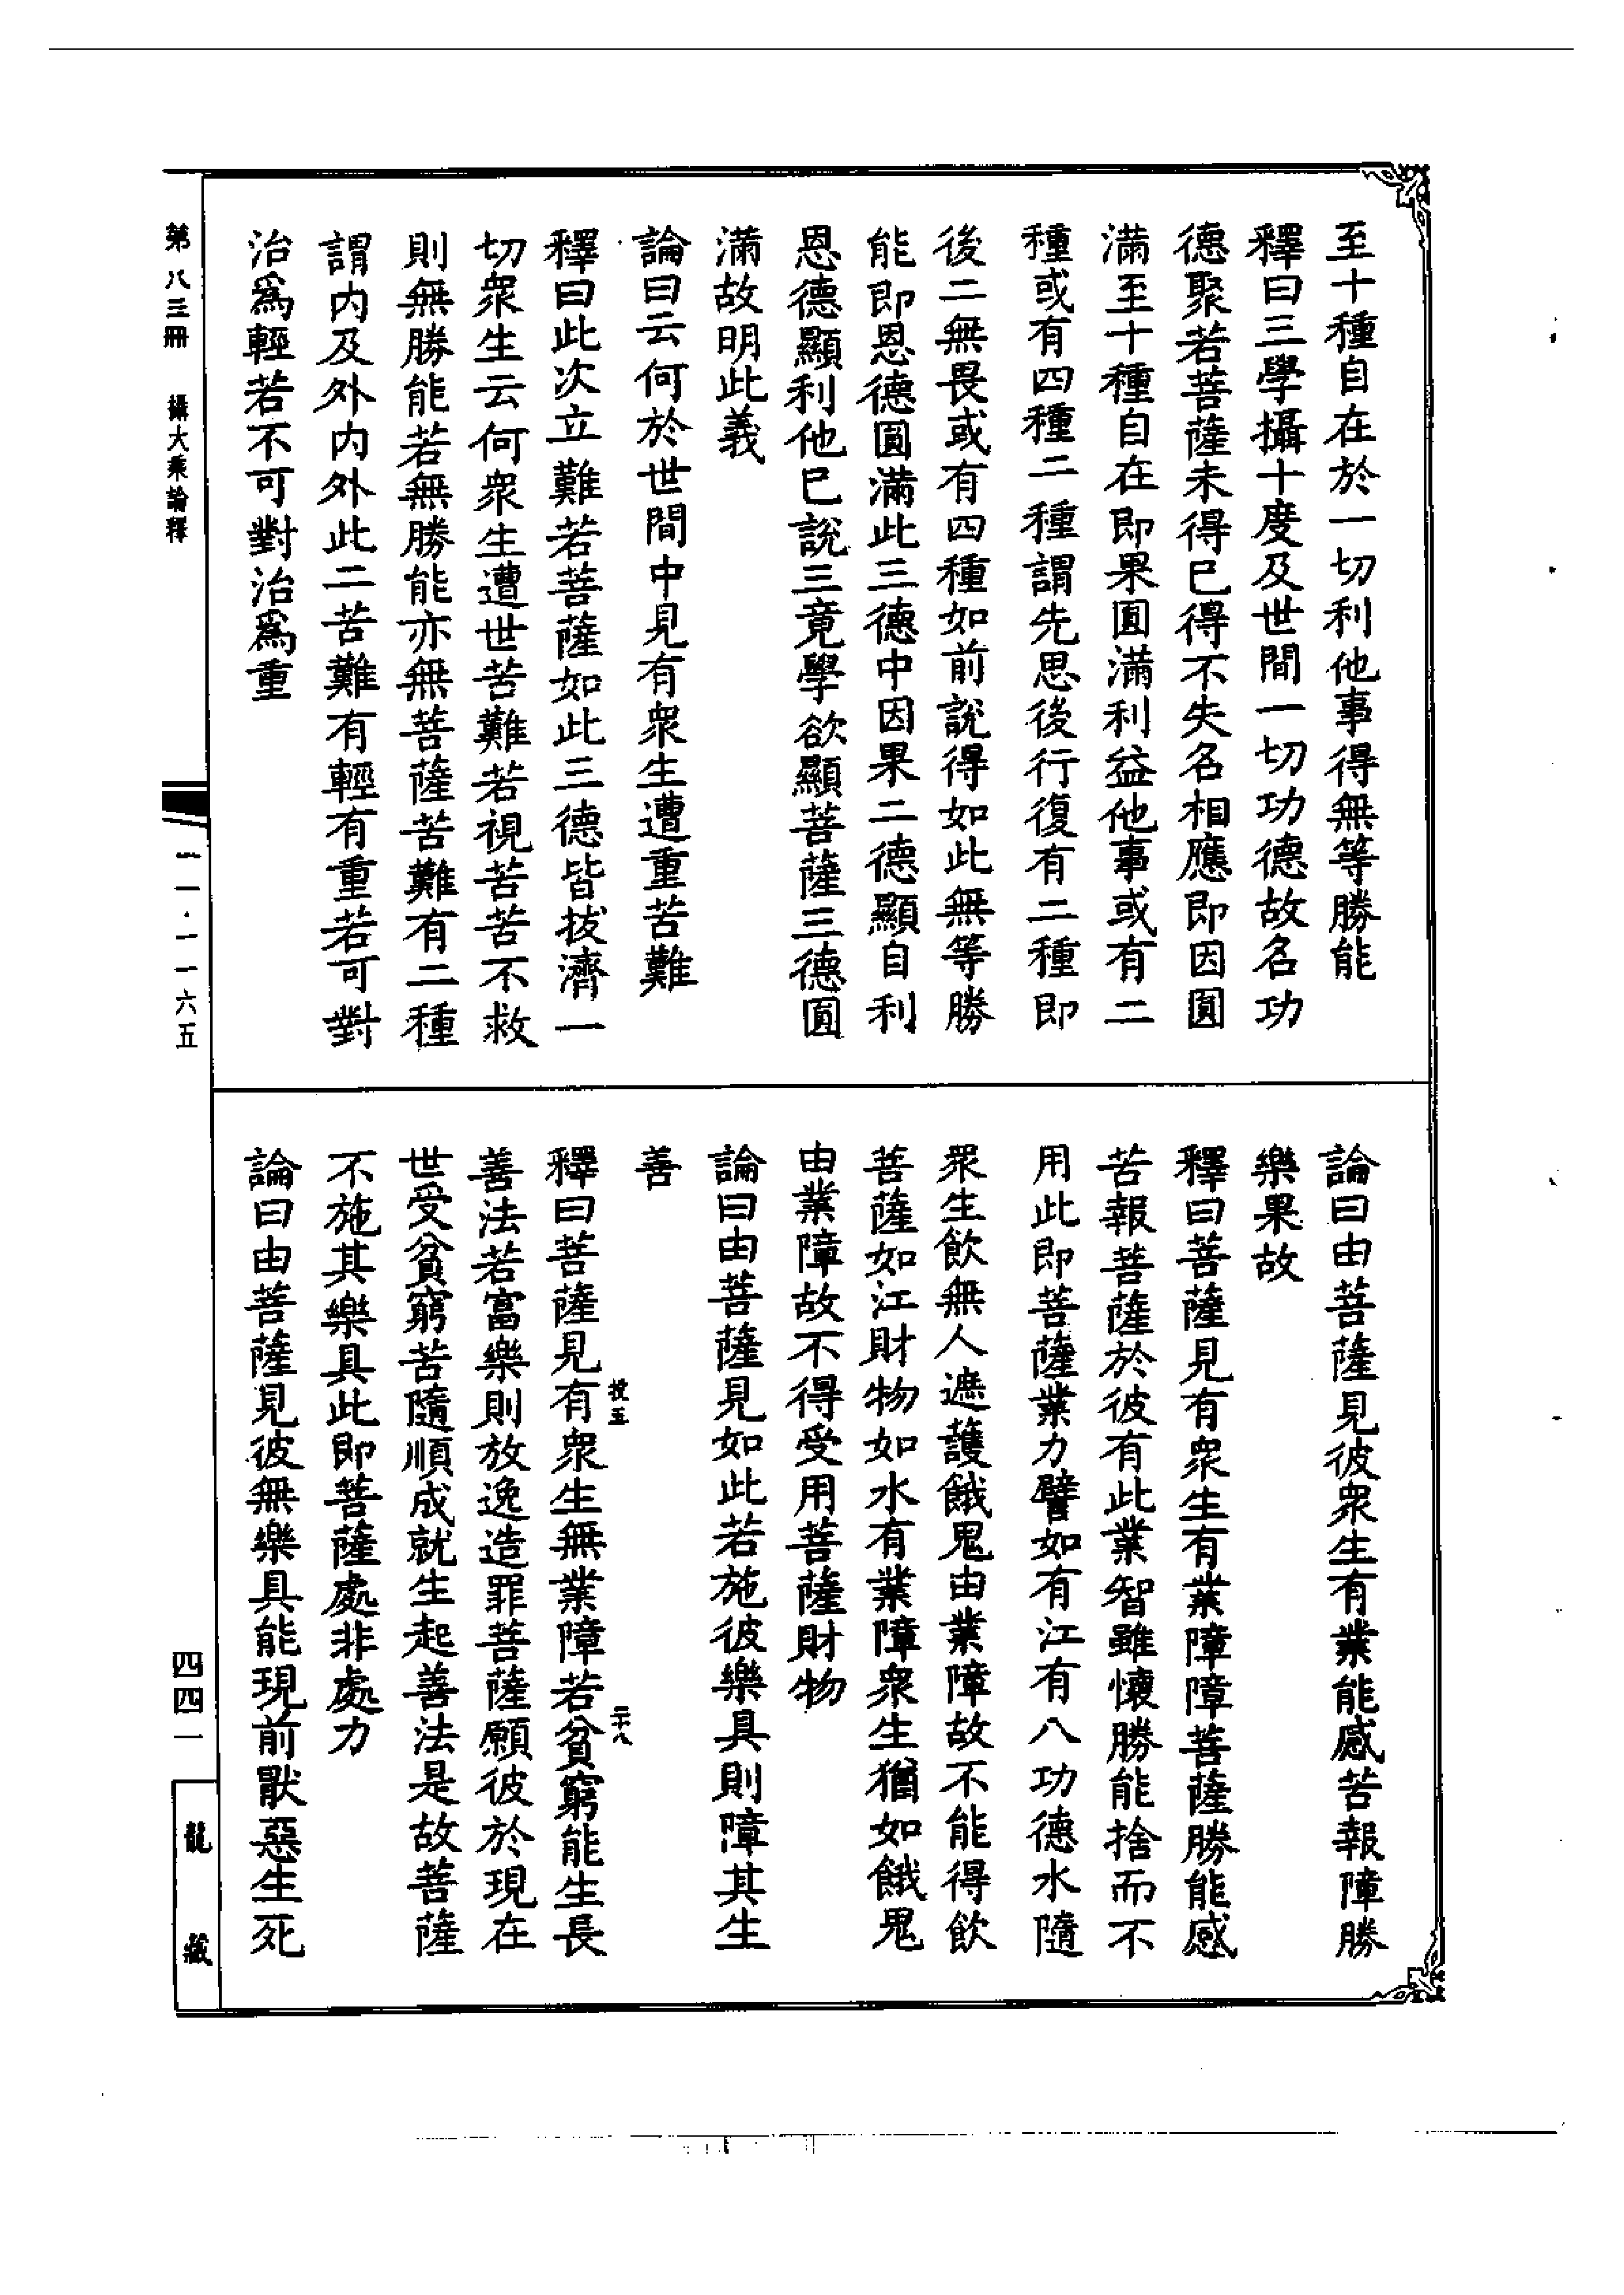 至十種自在於一切利他事得無等勝能
釋曰三學攝十度及世間一切功德故名功
德聚若菩薩未得已得不失名相應即因圓
滿至十種自在即果圓滿利益他事或有二
種或有四種二種謂先思後行復有二種即
後二無畏或有四種如前說得如此無等勝
能即恩德圓滿此三德中因果二德顯自利
恩德顯利他已說三竟學欲顯菩薩三德圓
滿故明此義
論曰云何於世間中見有衆生遭重苦難
釋曰此次立難若菩薩如此三德皆拔濟一
切衆生云何衆生遭世苦難若視苦苦不救
則無勝能若無勝能亦無菩薩苦難有二種
謂内及外内外此二苦難有輕有重若可對
治爲輕若不可對治爲重
論曰由菩薩見彼衆生有業能感苦報障勝
樂果故
釋曰菩薩見有衆生有業障障菩薩勝能感
苦報菩薩於彼有此業智雖懷勝能捨而不
用此即菩薩業力譬如有江有八功德水隨
衆生飲無人遮護餓鬼由業障故不能得飲
菩薩如江財物如水有業障衆生猶如餓鬼
由業障故不得受用菩薩財物
論曰由菩薩見如此若施彼樂具則障其生
善
釋曰菩薩見有衆生無業障若貧窮能生長
善法若富樂則放逸造罪菩薩願彼於現在
世受貧窮苦隨順成就生起善法是故菩薩
不施其樂具此即菩薩處非處力
論曰由菩薩見彼無樂具能現前厭惡生死
投五
二十八
第八三冊 攝大乘論釋
一一·一一六五
四四一
龍藏